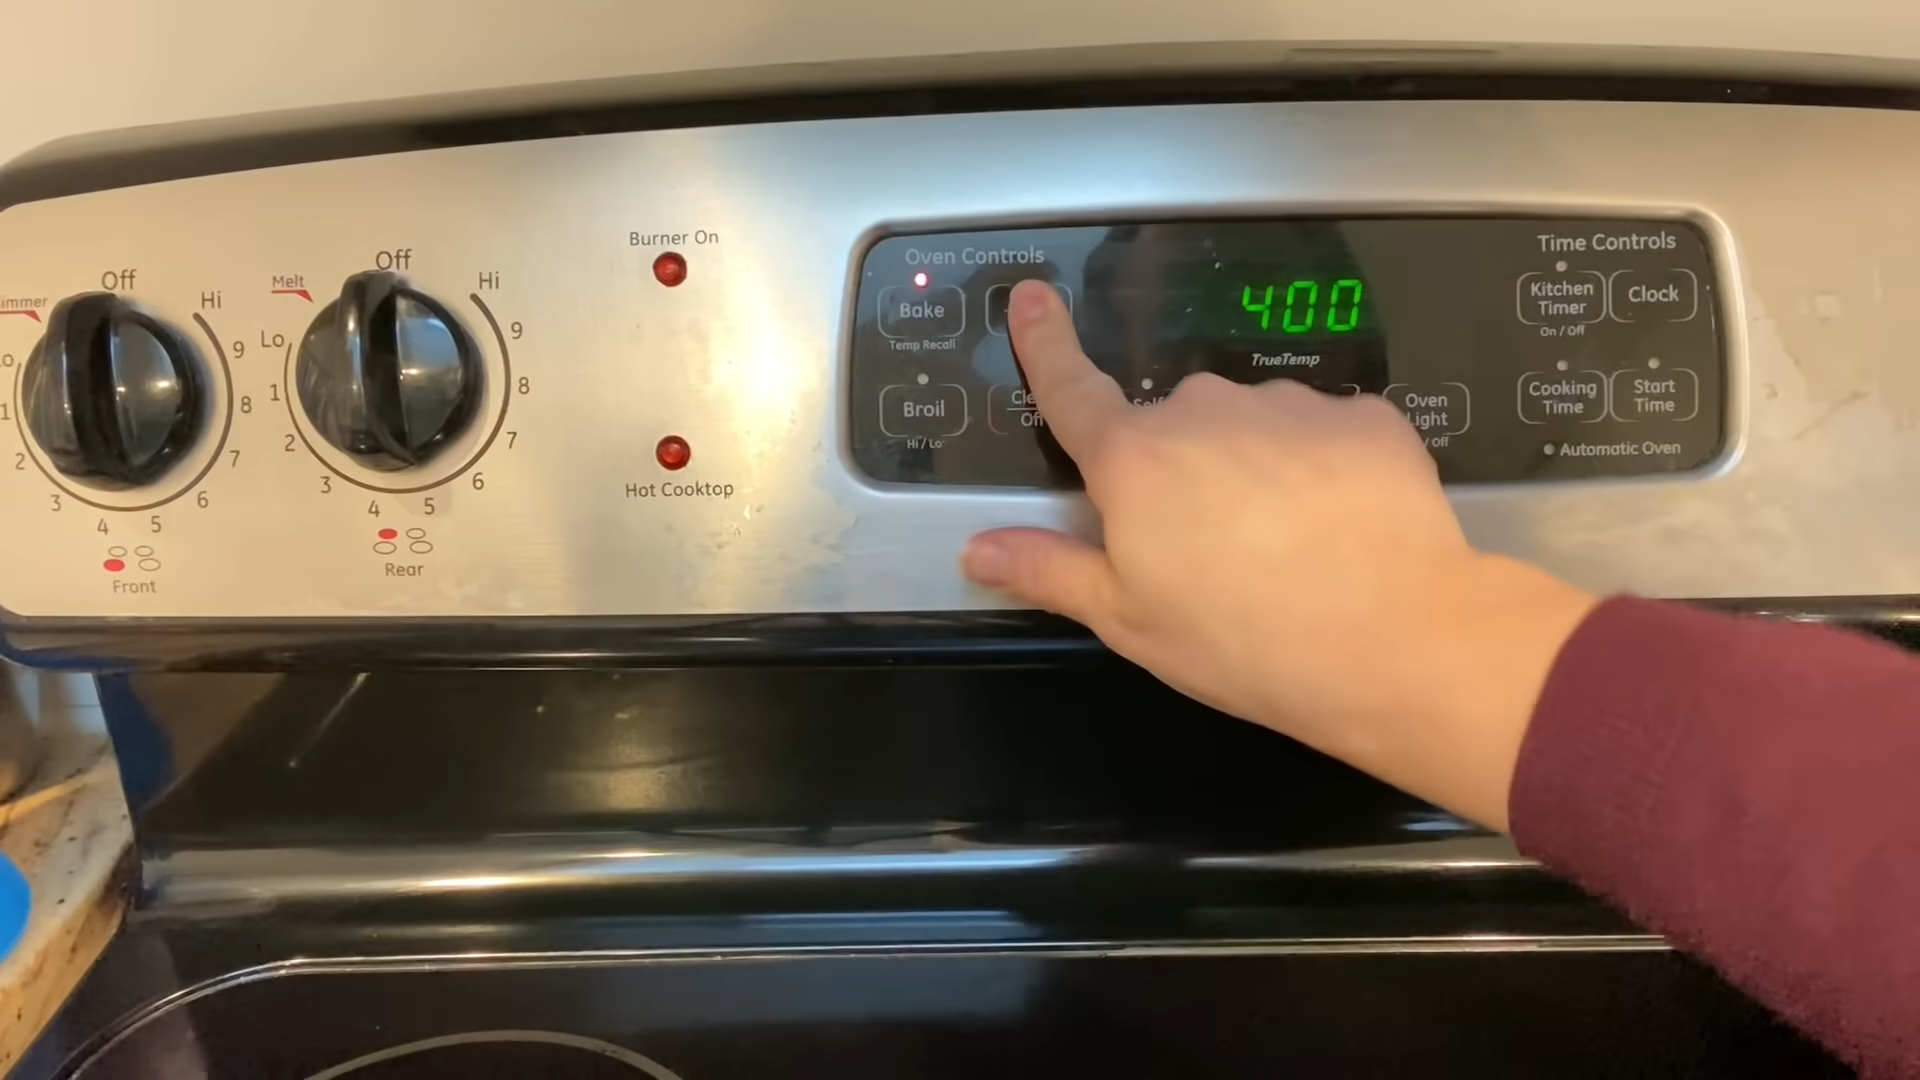 Off
immer
Hi
9
8
7
6
5
4
3
2
1
Front
Off
Melt
Hi
Lo
9
8
7
6
5
4
3
2
1
Rear
Burner On
Hot Cooktop
Oven Controls
Bake
Temp Recall
Broil
Hi / Lo
400
TrueTemp
Oven
Light
Time Controls
Kitchen
Timer
On / Off
Clock
Cooking
Time
Start
Time
Automatic Oven